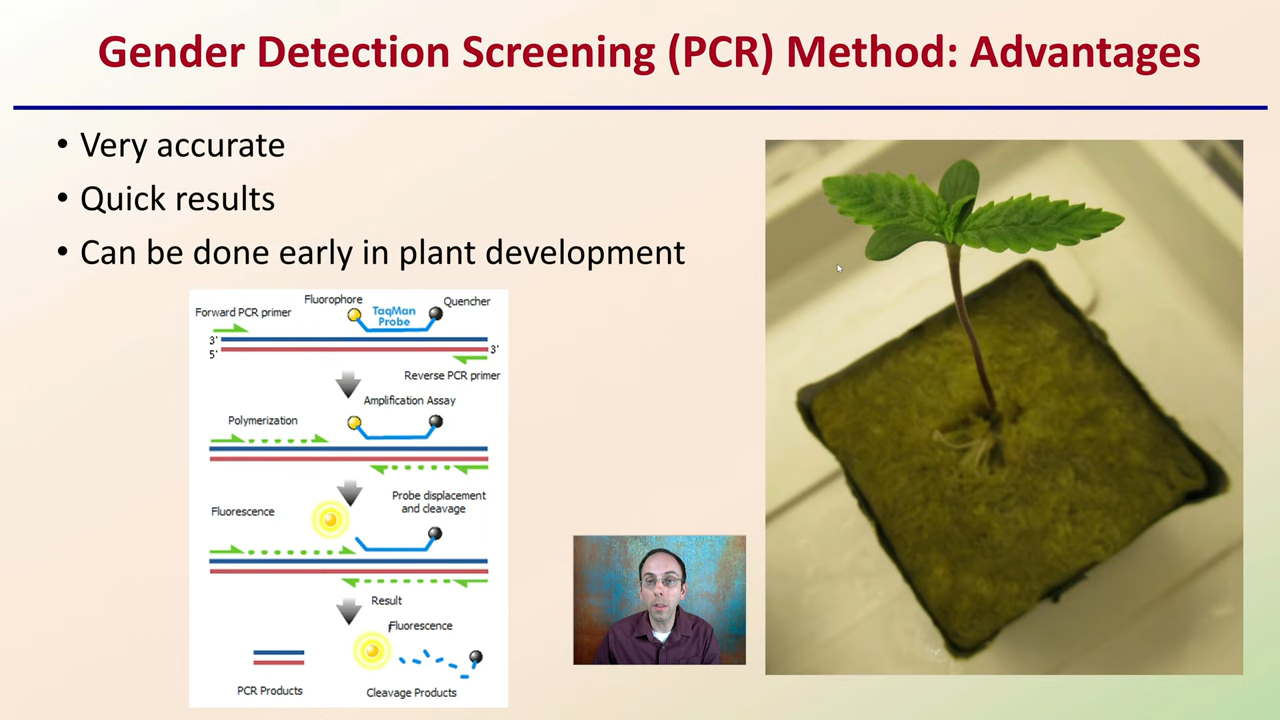 Gender Detection Screening (PCR) Method: Advantages
• Very accurate
• Quick results
• Can be done early in plant development
Fluorophore
Quencher
Forward PCR primer
TaqMan
Probe
3'
5'
3'
Reverse PCR primer
Amplification Assay
Polymerization
Probe displacement
and cleavage
Fluorescence
Result
Fluorescence
PCR Products
Cleavage Products